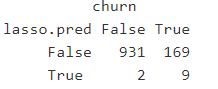 churn
lasso.pred False True
False 931 169
True 2 9